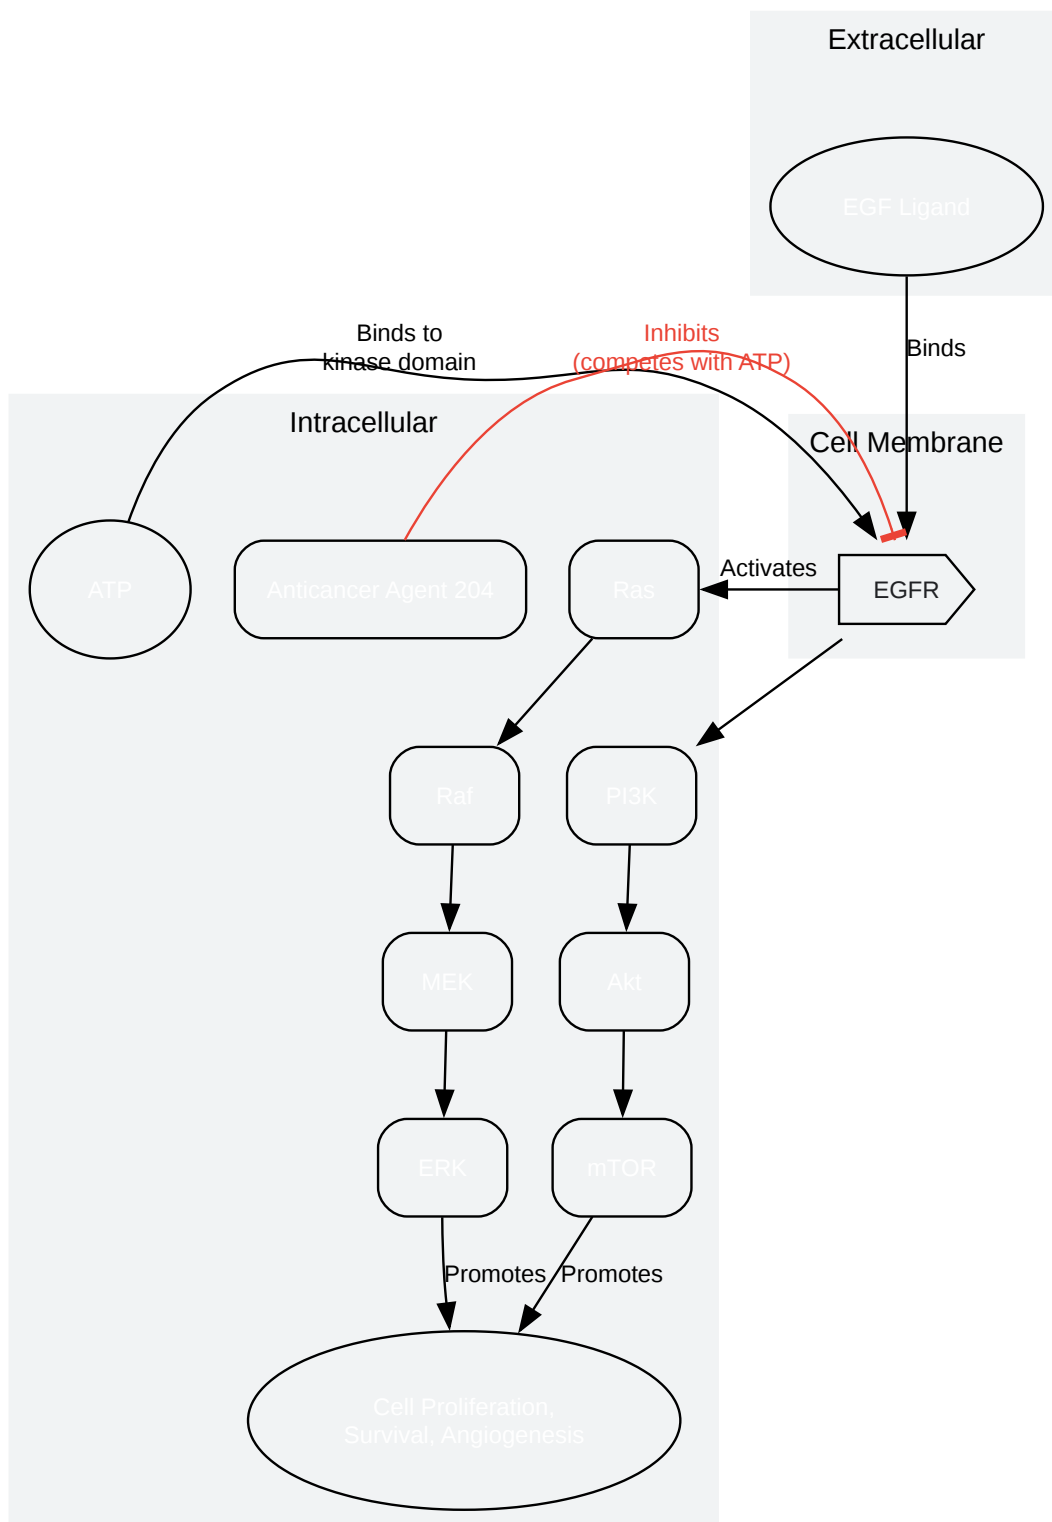 Extracellular
EGF Ligand
Binds to
kinase domain
Inhibits
(competes with ATP)
Binds
Intracellular
Cell Membrane
ATP
Anticancer Agent 204
Ras
Activates
EGFR
Raf
PI3K
MEK
Akt
ERK
mTOR
Promotes
Promotes
Cell Proliferation,
Survival, Angiogenesis